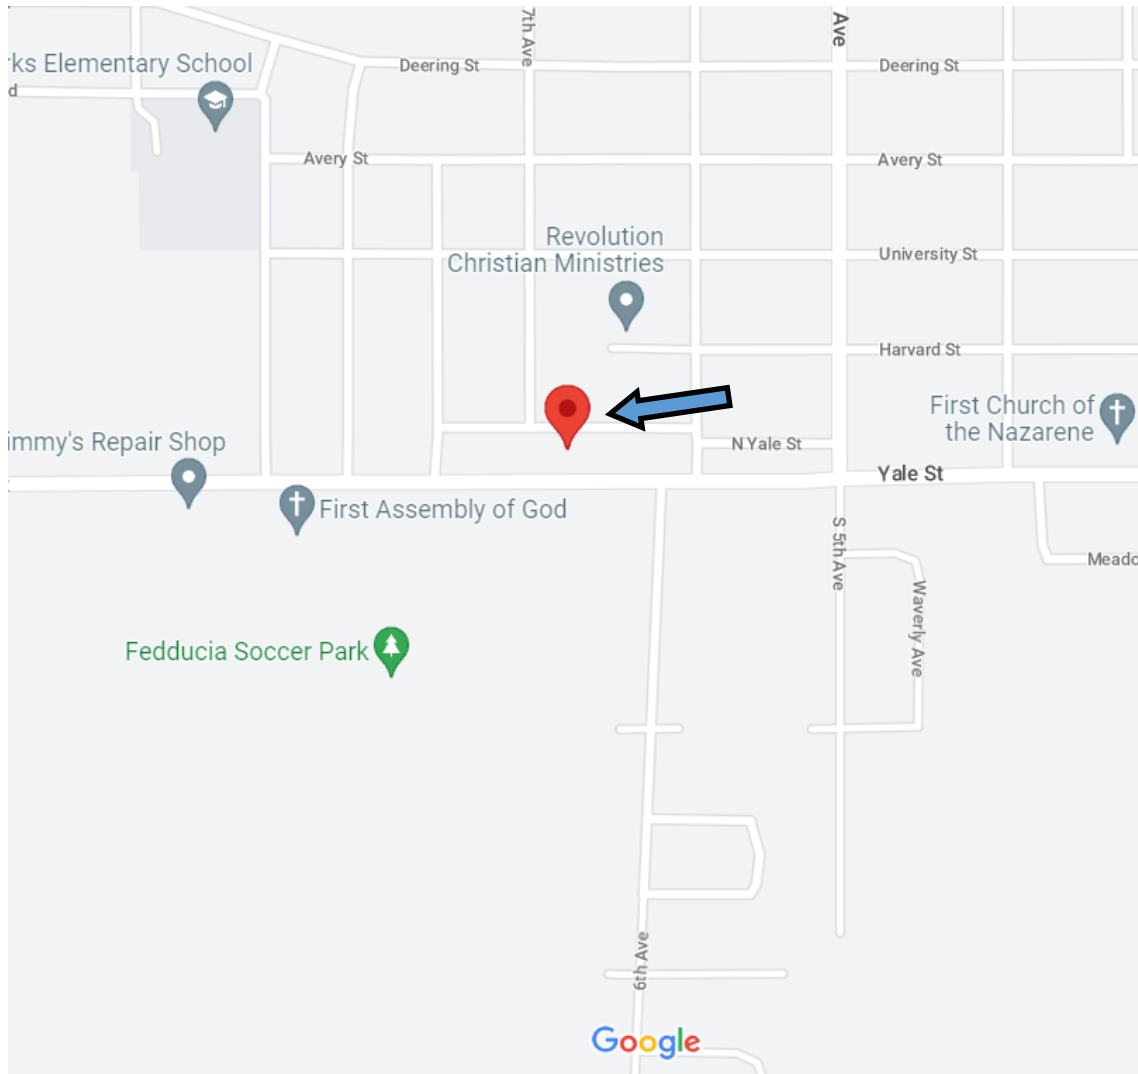 7th Ave
Ave
rks Elementary School
Deering St
Deering St
d
Avery St
Avery St
Revolution
Christian Ministries
University St
Harvard St
First Church of
the Nazarene
immy's Repair Shop
N Yale St
Yale St
First Assembly of God
S 5th Ave
Meado
Waverly Ave
Fedducia Soccer Park
6th Ave
Google